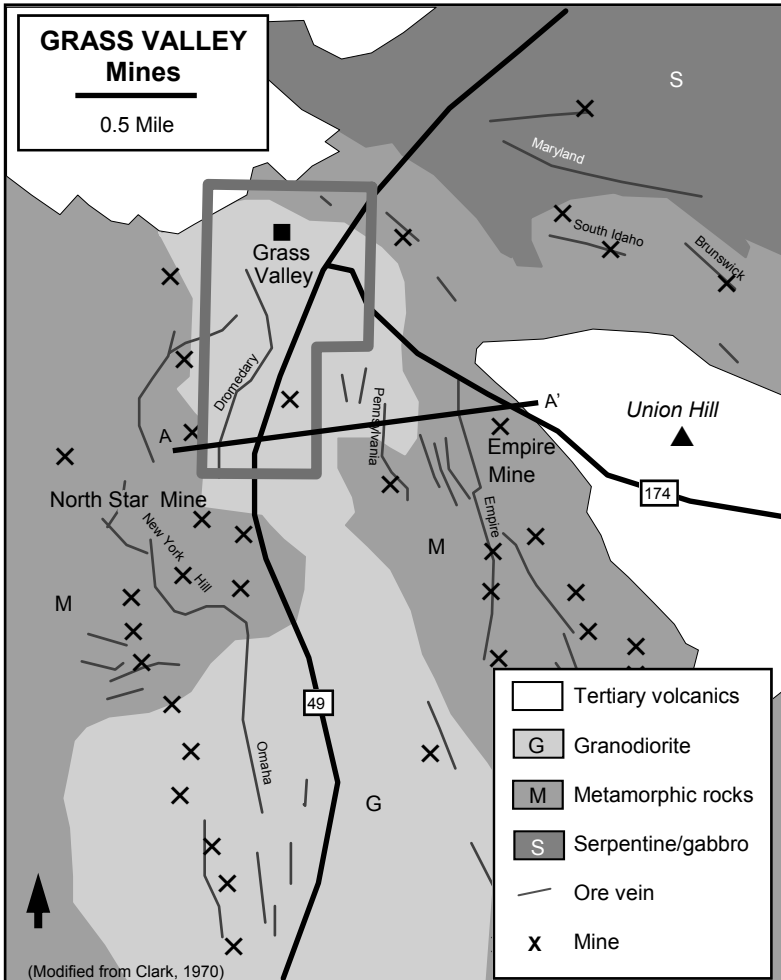 GRASS VALLEY
Mines
0.5 Mile
S
Maryland
South Idaho
Brunswick
Grass
Valley
Dromedary
Pennsylvania
A
A'
Union Hill
Empire
Mine
North Star Mine
174
New York
Hill
Empire
M
M
49
Omaha
G
Tertiary volcanics
G Granodiorite
M Metamorphic rocks
S Serpentine/gabbro
Ore vein
X Mine
(Modified from Clark, 1970)